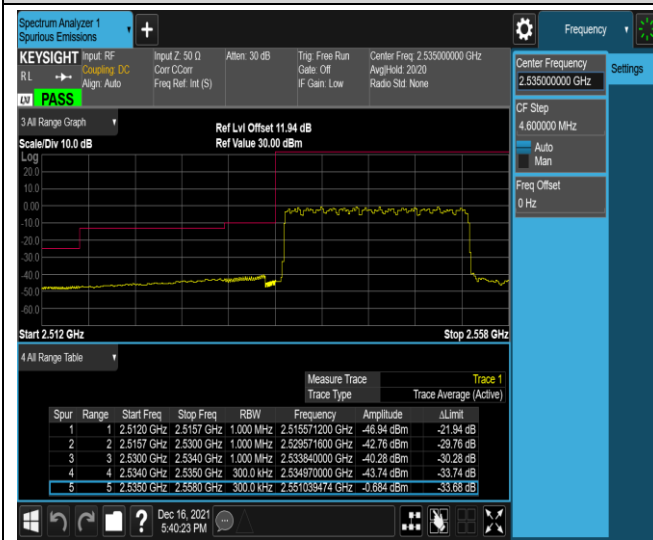 Spectrum Analyzer 1
Spurious Emissions
Frequency
KEYSIGHT
RL
Input: RF
Coupling: DC
Align: Auto
Input Z: 50 Ω
Corr CCorr
Freq Ref: Int (S)
Atten: 30 dB
Trig: Free Run
Gate: Off
IF Gain: Low
Center Freq: 2.535000000 GHz
Avg|Hold: 20/20
Radio Std: None
LXI PASS
Center Frequency
2.535000000 GHz
Settings
CF Step
4.600000 MHz
Auto
Man
Freq Offset
0 Hz
3 All Range Graph
Ref Lvl Offset 11.94 dB
Scale/Div 10.0 dB
Ref Value 30.00 dBm
Log
20.0
10.0
0.00
-10.0
-20.0
-30.0
-40.0
-50.0
-60.0
Start 2.512 GHz
Stop 2.558 GHz
4 All Range Table
Measure Trace Trace 1
Trace Type Trace Average (Active)
Spur Range Start Freq Stop Freq RBW Frequency Amplitude ΔLimit
1 1 2.5120 GHz 2.5157 GHz 1.000 MHz 2.515571200 GHz -46.94 dBm -21.94 dB
2 2 2.5157 GHz 2.5300 GHz 1.000 MHz 2.529571600 GHz -42.76 dBm -29.76 dB
3 3 2.5300 GHz 2.5340 GHz 1.000 MHz 2.533840000 GHz -40.28 dBm -30.28 dB
4 4 2.5340 GHz 2.5350 GHz 300.0 kHz 2.534970000 GHz -43.74 dBm -33.74 dB
5 5 2.5350 GHz 2.5580 GHz 300.0 kHz 2.551039474 GHz -0.684 dBm -33.68 dB
Dec 16, 2021
5:40:23 PM